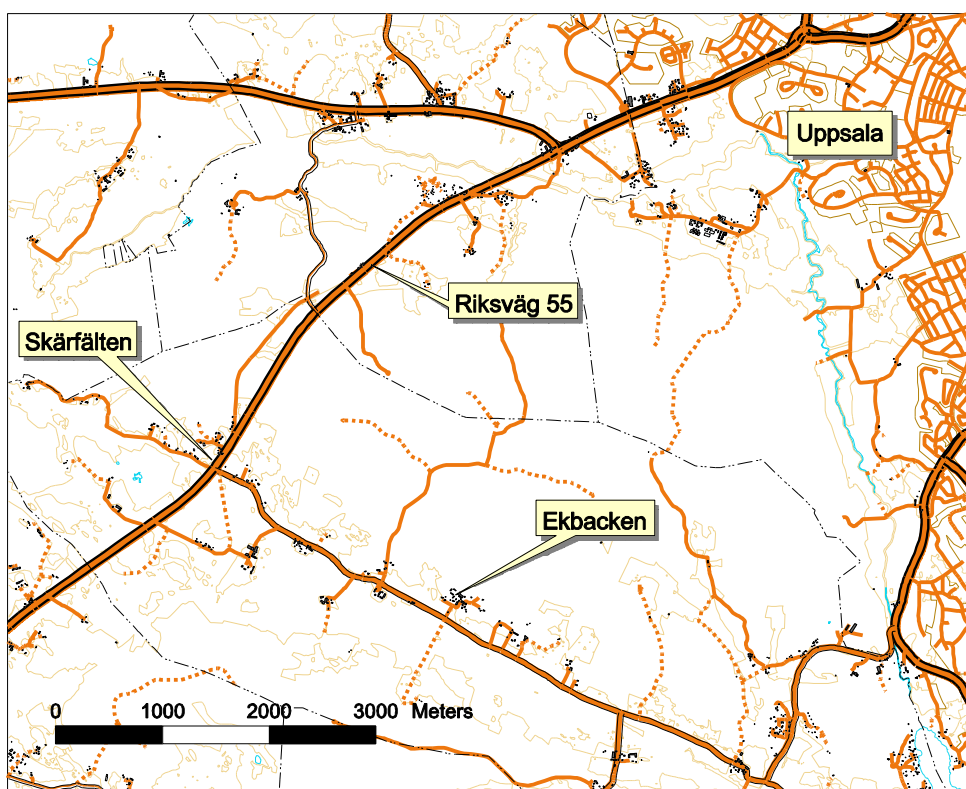 Uppsala
Riksväg 55
Skärfälten
Ekbacken
0 1000 2000 3000 Meters